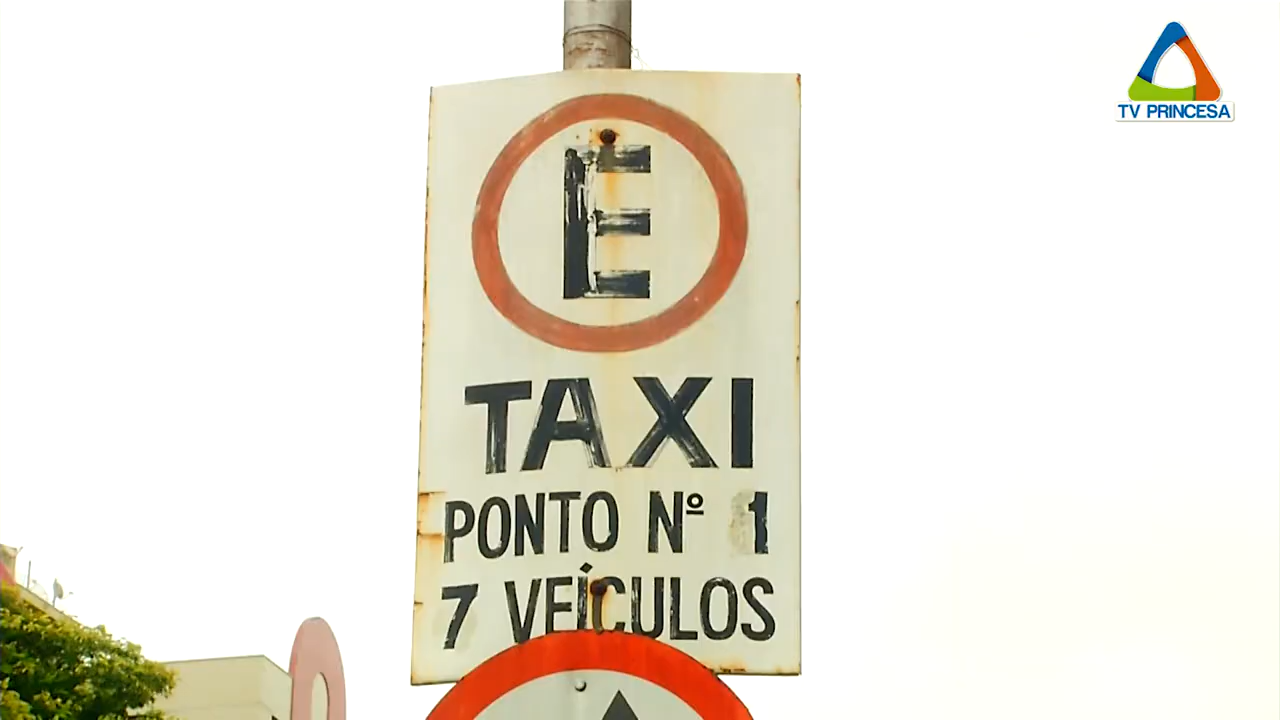 TV PRINCESA
E
TAXI
PONTO Nº 1
7 VEÍCULOS